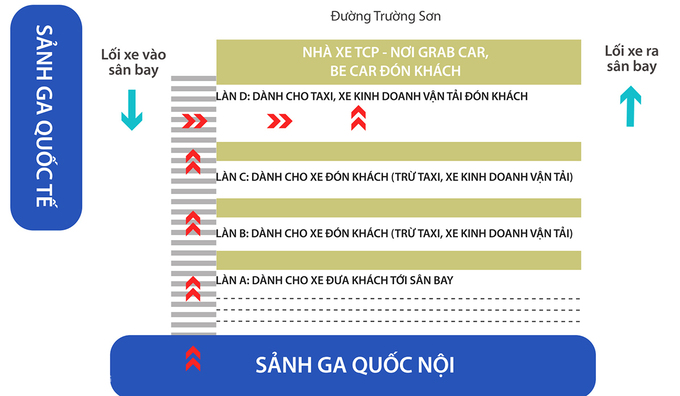 Đường Trường Sơn
SẢNH GA QUỐC TẾ
Lối xe vào
sân bay
NHÀ XE TCP - NƠI GRAB CAR,
BE CAR ĐÓN KHÁCH
Lối xe ra
sân bay
LÀN D: DÀNH CHO TAXI, XE KINH DOANH VẬN TẢI ĐÓN KHÁCH
LÀN C: DÀNH CHO XE ĐÓN KHÁCH (TRỪ TAXI, XE KINH DOANH VẬN TẢI)
LÀN B: DÀNH CHO XE ĐÓN KHÁCH (TRỪ TAXI, XE KINH DOANH VẬN TẢI)
LÀN A: DÀNH CHO XE ĐƯA KHÁCH TỚI SÂN BAY
SẢNH GA QUỐC NỘI